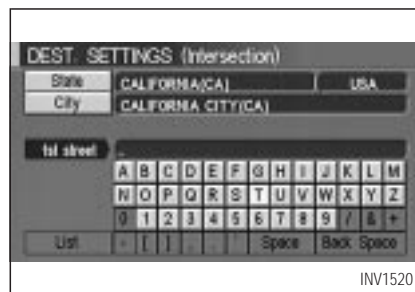 DEST. SETTINGS (Intersection)
State CALIFORNIA(CA) USA
City CALIFORNIA CITY(CA)
1st street _
A B C D E F G H I J K L M
N O P Q R S T U V W X Y Z
0 1 2 3 4 5 6 7 8 9 / & +
List - [ ] Space Back Space
INV1520